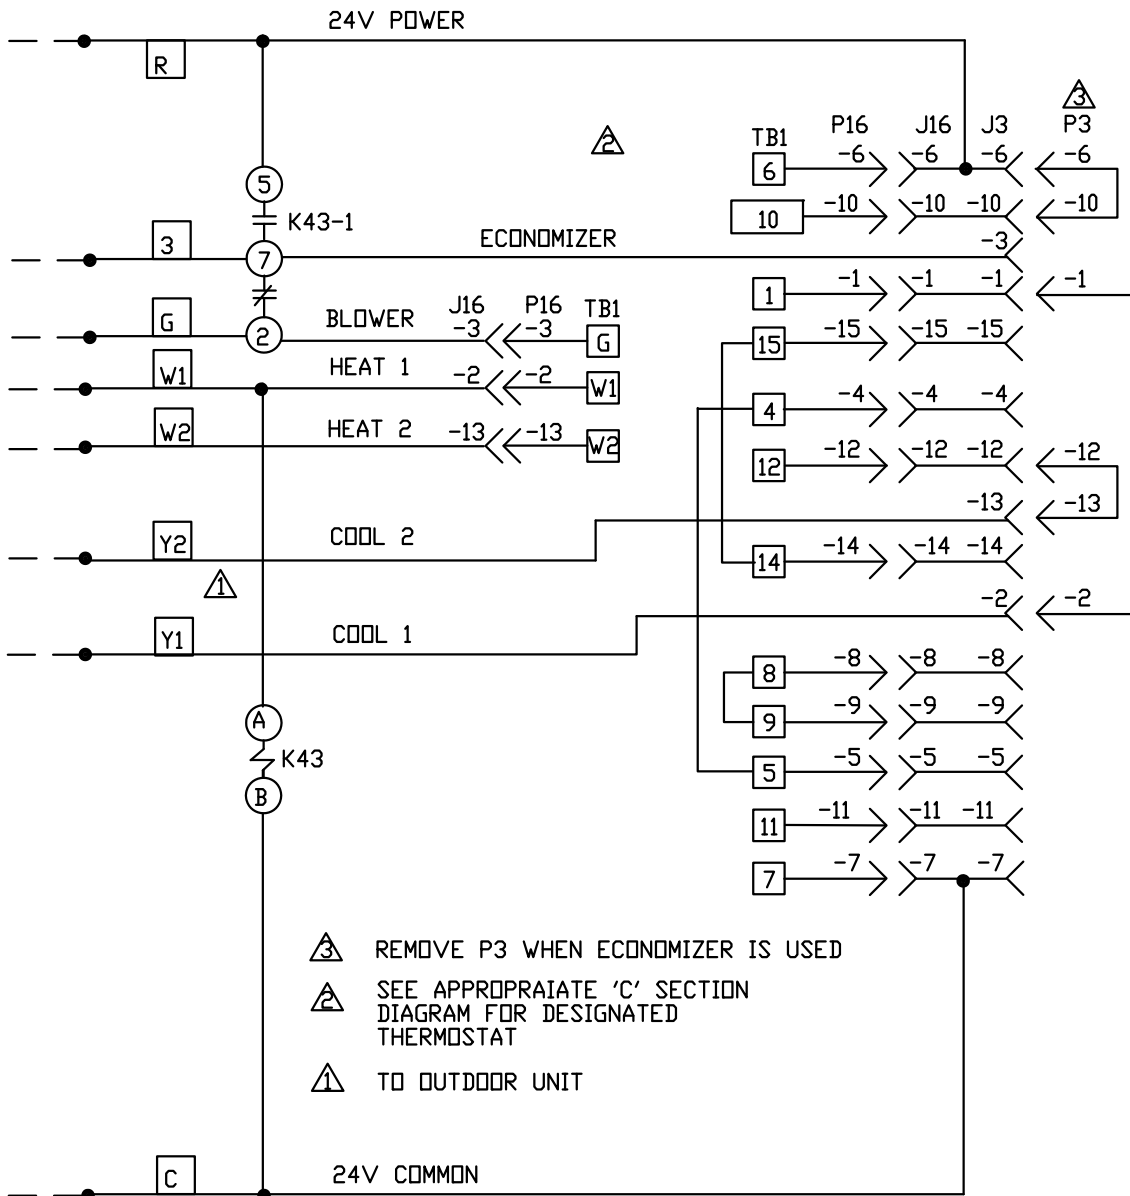 24V POWER
R
3
TB1 P16 J16 J3 P3
6 -6 -6 -6 -6
2
5
10 -10 -10 -10 -10
K43-1
3
ECONOMIZER
-3
7
1 -1 -1 -1 -1
G
BLOWER J16 P16 TB1
2
-3 -3 G
15 -15 -15 -15
W1
HEAT 1 -2 -2 W1
4 -4 -4 -4
W2
HEAT 2 -13 -13 W2
12 -12 -12 -12 -12
-13 -13
Y2
COOL 2
14 -14 -14 -14
1
-2 -2
Y1
COOL 1
8 -8 -8 -8
9 -9 -9 -9
A
K43
5 -5 -5 -5
B
11 -11 -11 -11
7 -7 -7 -7
3 REMOVE P3 WHEN ECONOMIZER IS USED
2 SEE APPROPRAIATE 'C' SECTION
DIAGRAM FOR DESIGNATED
THERMOSTAT
1 TO OUTDOOR UNIT
C
24V COMMON